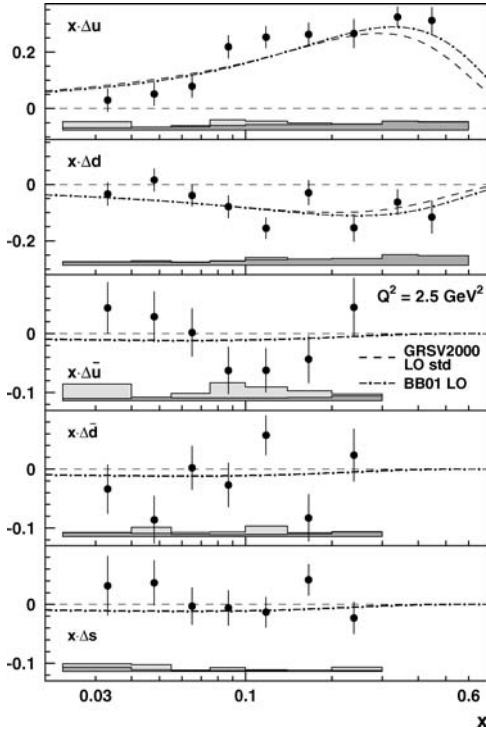 x·Δu
0.2
0
x·Δd
0
-0.2
Q² = 2.5 GeV²
0
GRSV2000
LO std
BB01 LO
x·Δū
-0.1
x·Δd̄
0
-0.1
0
x·Δs
-0.1
0.03 0.1 0.6
x